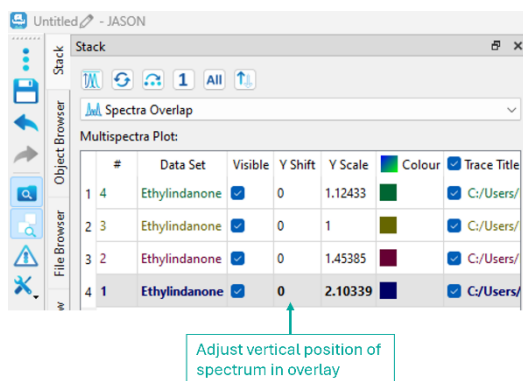 Untitled - JASON
Stack
Stack
Object Browser
File Browser
1 All
Spectra Overlap
Multispectra Plot:
# Data Set Visible Y Shift Y Scale Colour Trace Title
1 4 Ethylindanone 0 1.12433 C:/Users/
2 3 Ethylindanone 0 1 C:/Users/
3 2 Ethylindanone 0 1.45385 C:/Users/
4 1 Ethylindanone 0 2.10339 C:/Users/
Adjust vertical position of
spectrum in overlay